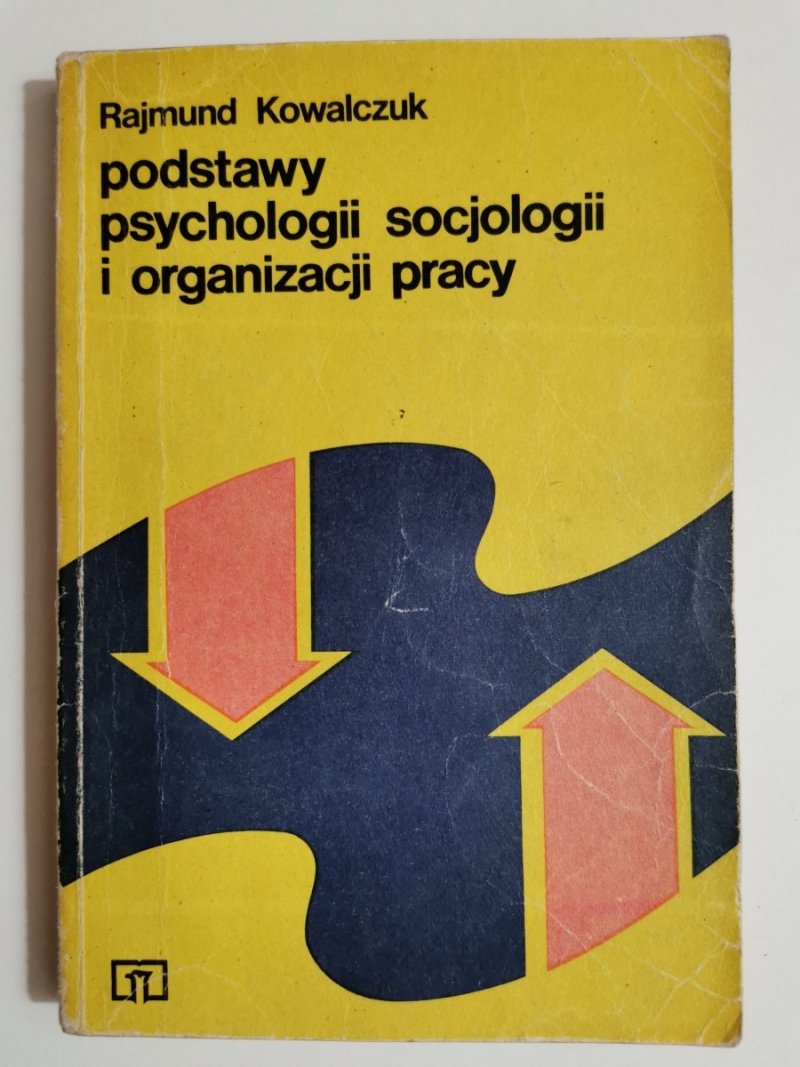 Rajmund Kowalczuk
podstawy
psychologii socjologii
i organizacji pracy